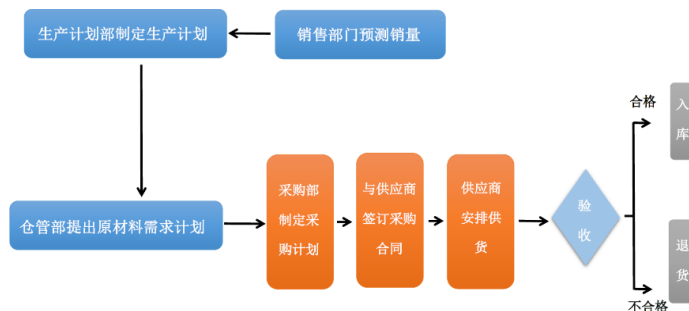 生产计划部制定生产计划
销售部门预测销量
合格
入
库
采购部
制定采
购计划
与供应商
签订采购
合同
供应商
安排供
货
验
收
仓管部提出原材料需求计划
退
货
不合格